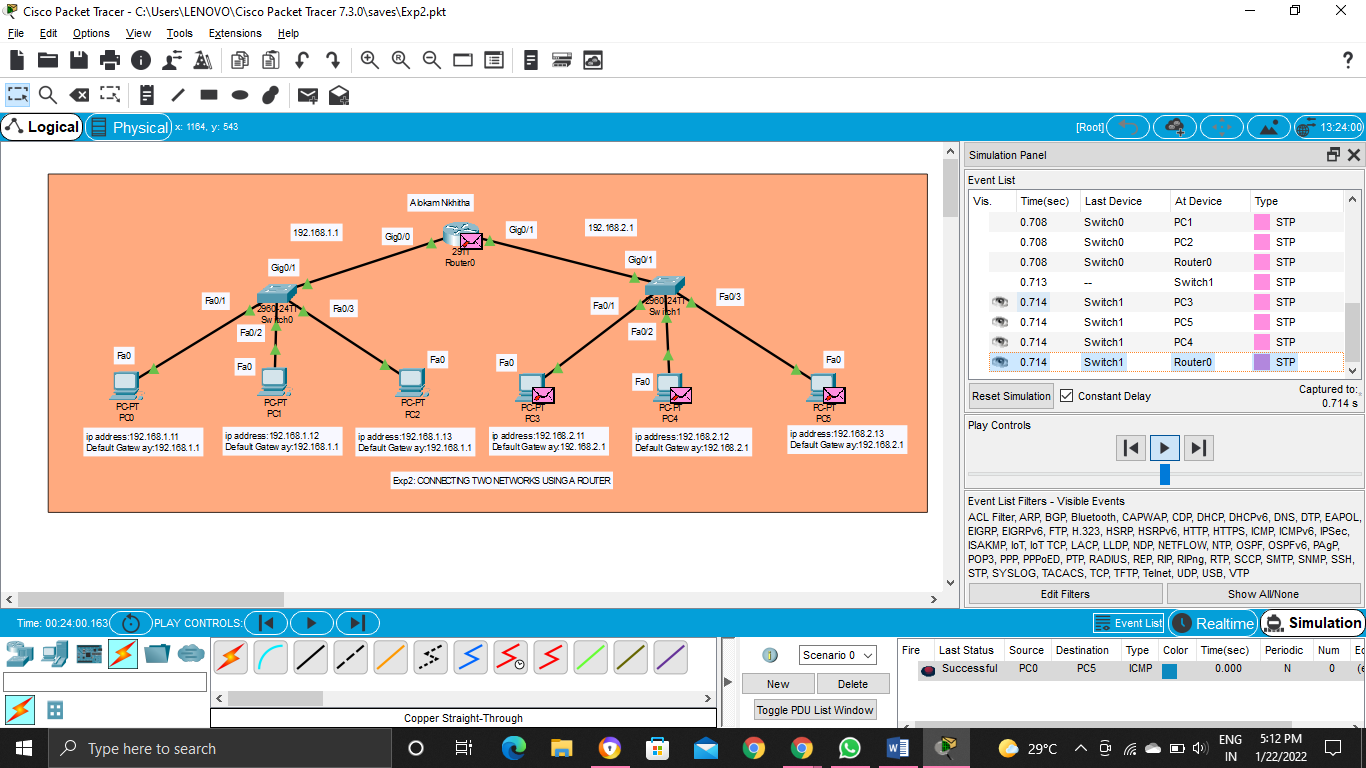 Cisco Packet Tracer - C:\Users\LENOVO\Cisco Packet Tracer 7.3.0\saves\Exp2.pkt
File Edit Options View Tools Extensions Help
?
Logical Physical x: 1164, y: 543 [Root] 13:24:00
Alokam Nikhitha
192.168.1.1
Gig0/0
Gig0/1
192.168.2.1
2911
Router0
Gig0/1
Gig0/1
Fa0/1
2960-24TT
Switch0
Fa0/3
Fa0/2
Fa0/1
2960-24TT
Switch1
Fa0/3
Fa0/2
Fa0
Fa0
Fa0
Fa0
Fa0
Fa0
PC-PT
PC0
PC-PT
PC1
PC-PT
PC2
PC-PT
PC3
PC-PT
PC4
PC-PT
PC5
ip address:192.168.1.11
Default Gateway:192.168.1.1
ip address:192.168.1.12
Default Gateway:192.168.1.1
ip address:192.168.1.13
Default Gateway:192.168.1.1
ip address:192.168.2.11
Default Gateway:192.168.2.1
ip address:192.168.2.12
Default Gateway:192.168.2.1
ip address:192.168.2.13
Default Gateway:192.168.2.1
Exp2: CONNECTING TWO NETWORKS USING A ROUTER
Simulation Panel
Event List
Vis. Time(sec) Last Device At Device Type
0.708 Switch0 PC1 STP
0.708 Switch0 PC2 STP
0.708 Switch0 Router0 STP
0.713 -- Switch1 STP
0.714 Switch1 PC3 STP
0.714 Switch1 PC5 STP
0.714 Switch1 PC4 STP
0.714 Switch1 Router0 STP
Reset Simulation Constant Delay Captured to:
0.714 s
Play Controls
Event List Filters - Visible Events
ACL Filter, ARP, BGP, Bluetooth, CAPWAP, CDP, DHCP, DHCPv6, DNS, DTP, EAPOL,
EIGRP, EIGRPv6, FTP, H.323, HSRP, HSRPv6, HTTP, HTTPS, ICMP, ICMPv6, IPSec,
ISAKMP, IoT, IoT TCP, LACP, LLDP, NDP, NETFLOW, NTP, OSPF, OSPFv6, PAgP,
POP3, PPP, PPPoED, PTP, RADIUS, REP, RIP, RIPng, RTP, SCCP, SMTP, SNMP, SSH,
STP, SYSLOG, TACACS, TCP, TFTP, Telnet, UDP, USB, VTP
Edit Filters Show All/None
Time: 00:24:00.163 PLAY CONTROLS: Event List Realtime Simulation
Copper Straight-Through
Scenario 0
New Delete
Toggle PDU List Window
Fire Last Status Source Destination Type Color Time(sec) Periodic Num Ec
Successful PC0 PC5 ICMP 0.000 N 0 (e
Type here to search
29°C
ENG
IN
5:12 PM
1/22/2022